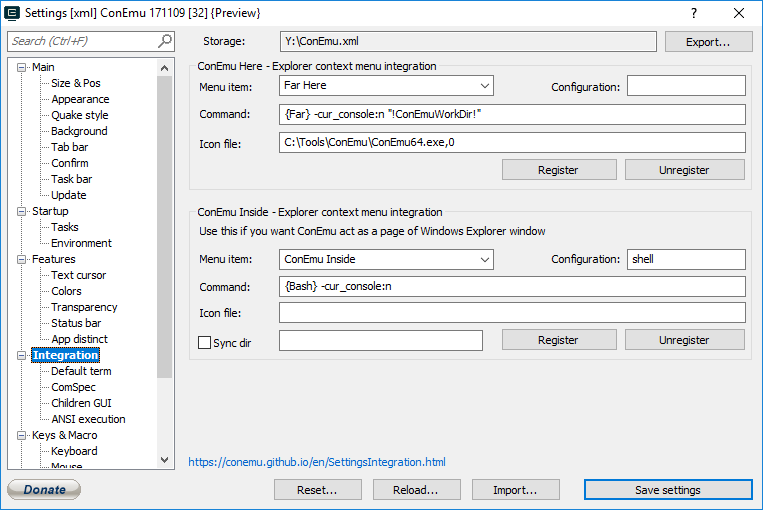 Settings [xml] ConEmu 171109 [32] {Preview}
?
Search (Ctrl+F)
Main
Size & Pos
Appearance
Quake style
Background
Tab bar
Confirm
Task bar
Update
Startup
Tasks
Environment
Features
Text cursor
Colors
Transparency
Status bar
App distinct
Integration
Default term
ComSpec
Children GUI
ANSI execution
Keys & Macro
Keyboard
Mouse
Donate
Storage: Y:\ConEmu.xml Export...
ConEmu Here - Explorer context menu integration
Menu item: Far Here Configuration:
Command: {Far} -cur_console:n "!ConEmuWorkDir!"
Icon file: C:\Tools\ConEmu\ConEmu64.exe,0
Register Unregister
ConEmu Inside - Explorer context menu integration
Use this if you want ConEmu act as a page of Windows Explorer window
Menu item: ConEmu Inside Configuration: shell
Command: {Bash} -cur_console:n
Icon file:
Sync dir Register Unregister
https://conemu.github.io/en/SettingsIntegration.html
Reset... Reload... Import... Save settings